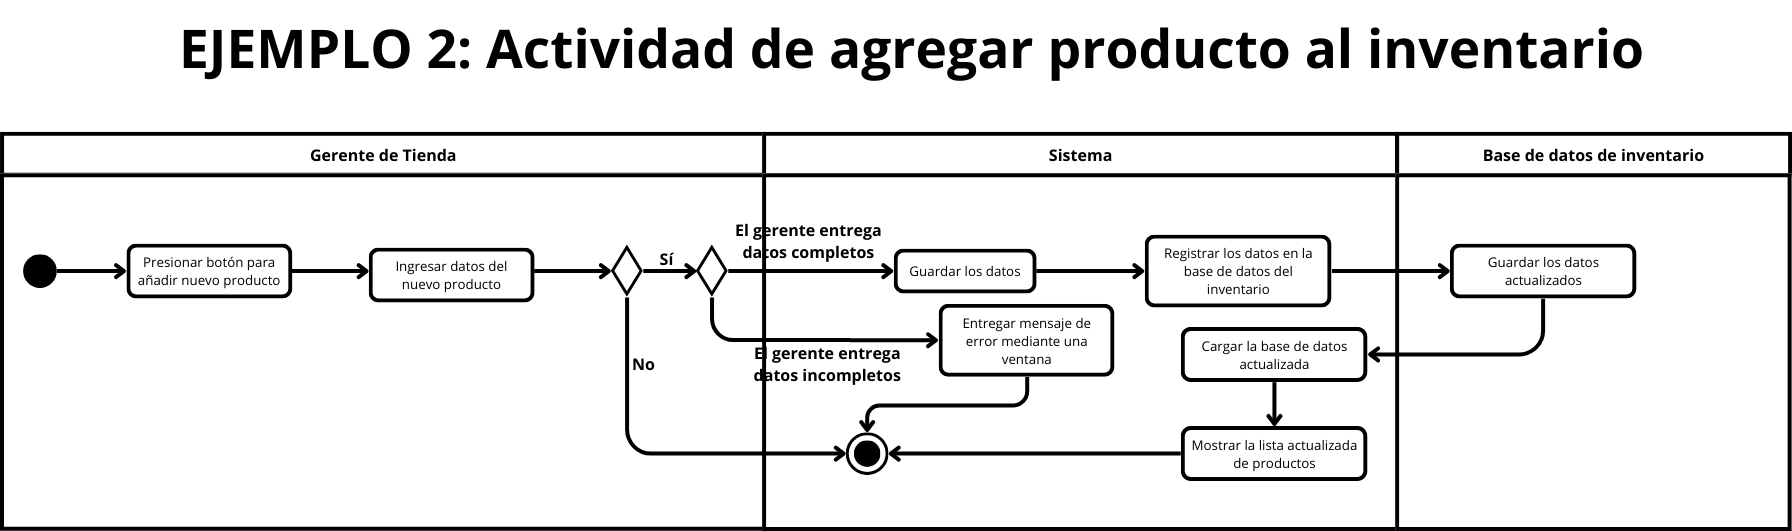 EJEMPLO 2: Actividad de agregar producto al inventario
Gerente de Tienda
Sistema
Base de datos de inventario
Presionar botón para
añadir nuevo producto
Ingresar datos del
nuevo producto
Sí
No
El gerente entrega
datos completos
El gerente entrega
datos incompletos
Guardar los datos
Registrar los datos en la
base de datos del
inventario
Guardar los datos
actualizados
Entregar mensaje de
error mediante una
ventana
Cargar la base de datos
actualizada
Mostrar la lista actualizada
de productos